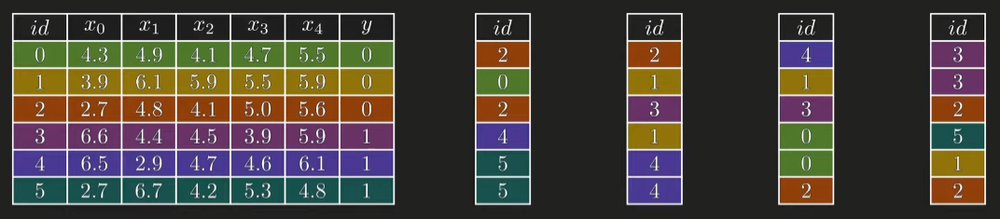 id x₀ x₁ x₂ x₃ x₄ y id id id id
0 4.3 4.9 4.1 4.7 5.5 0 2 2 4 3
1 3.9 6.1 5.9 5.5 5.9 0 0 1 1 3
2 2.7 4.8 4.1 5.0 5.6 0 2 3 3 2
3 6.6 4.4 4.5 3.9 5.9 1 4 1 0 5
4 6.5 2.9 4.7 4.6 6.1 1 5 4 0 1
5 2.7 6.7 4.2 5.3 4.8 1 5 4 2 2